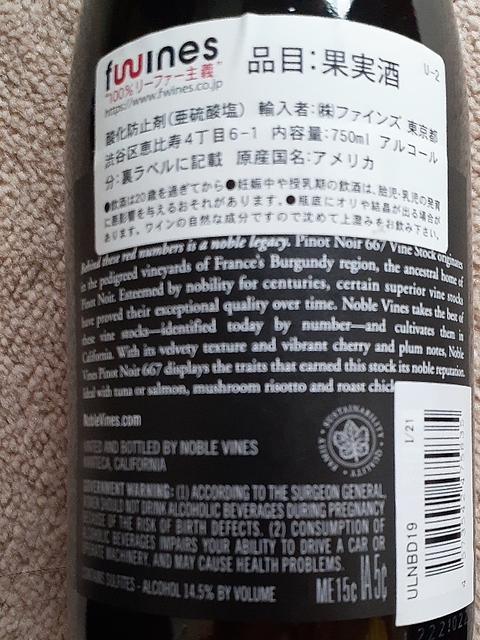 fwines
"100%リーファー主義"
https://www.fwines.co.jp
品目：果実酒
U-2
酸化防止剤(亜硫酸塩) 輸入者：㈱ファインズ 東京都
渋谷区恵比寿4丁目6-1 内容量：750ml アルコール
分：裏ラベルに記載 原産国名：アメリカ
●飲酒は20歳を過ぎてから●妊娠中や授乳期の飲酒は、胎児・乳児の発育
に悪影響を与えるおそれがあります。●瓶底にオリや結晶が出る場合が
あります。ワインの自然な成分ですので沈めて上澄みをお飲み下さい。
Behind these red numbers is a noble legacy. Pinot Noir 667 Vine Stock originates
in the pedigreed vineyards of France's Burgundy region, the ancestral home of
Pinot Noir. Esteemed by nobility for centuries, certain superior vine stocks
have proved their exceptional quality over time. Noble Vines takes the best of
these vine stocks—identified today by number—and cultivates them in
California. With its velvety texture and vibrant cherry and plum notes, Noble
Vines Pinot Noir 667 displays the traits that earned this stock its noble reputation.
Ideal with tuna or salmon, mushroom risotto and roast
NobleVines.com
SUSTAINABILITY · QUALITY · FAMILY
AND BOTTLED BY NOBLE VINES
CALIFORNIA
GOVERNMENT WARNING: (1) ACCORDING TO THE SURGEON GENERAL,
SHOULD NOT DRINK ALCOHOLIC BEVERAGES DURING PREGNANCY
OF THE RISK OF BIRTH DEFECTS. (2) CONSUMPTION OF
BEVERAGES IMPAIRS YOUR ABILITY TO DRIVE A CAR OR
MACHINERY, AND MAY CAUSE HEALTH PROBLEMS.
SULFITES - ALCOHOL 14.5% BY VOLUME
ME15¢ IA5¢
1/21
ULNBD19